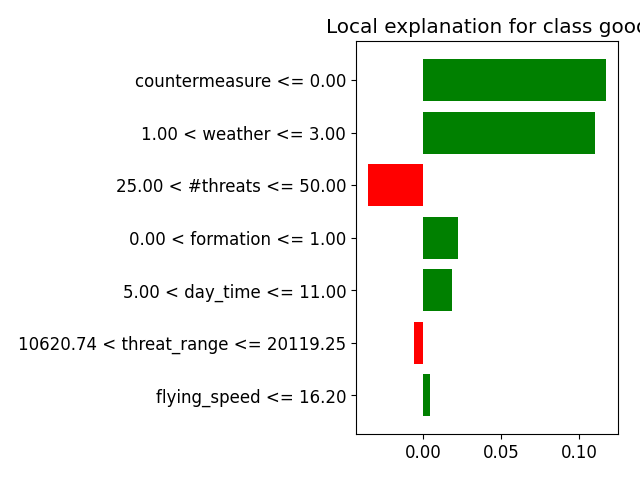 Local explanation for class good
countermeasure <= 0.00
1.00 < weather <= 3.00
25.00 < #threats <= 50.00
0.00 < formation <= 1.00
5.00 < day_time <= 11.00
10620.74 < threat_range <= 20119.25
flying_speed <= 16.20
0.00 0.05 0.10